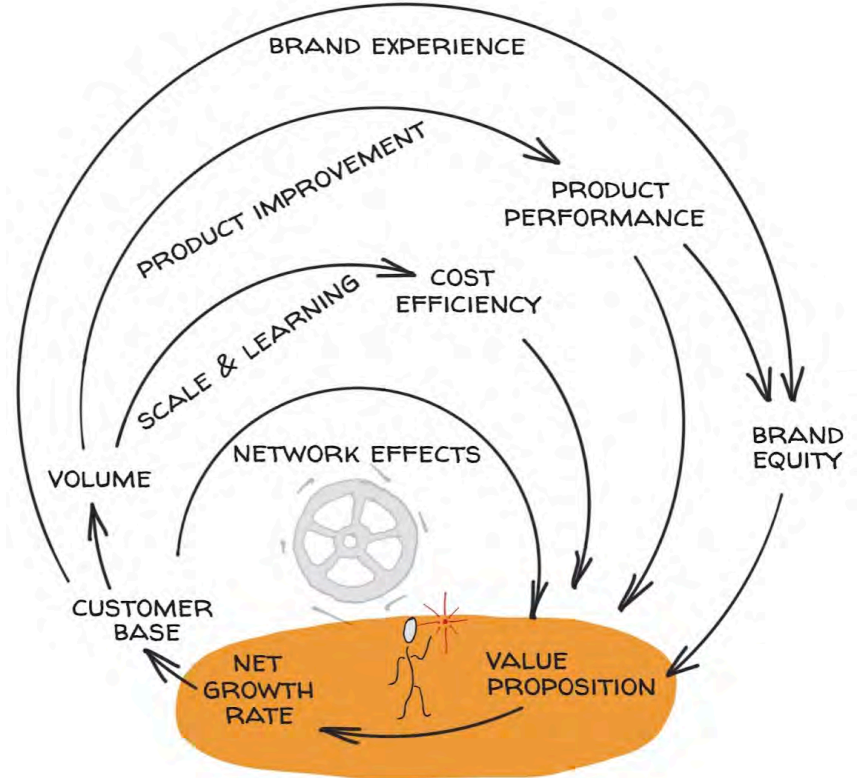 BRAND EXPERIENCE
PRODUCT IMPROVEMENT
PRODUCT
PERFORMANCE
SCALE & LEARNING
COST
EFFICIENCY
NETWORK EFFECTS
BRAND
EQUITY
VOLUME
CUSTOMER
BASE
NET
GROWTH
RATE
VALUE
PROPOSITION